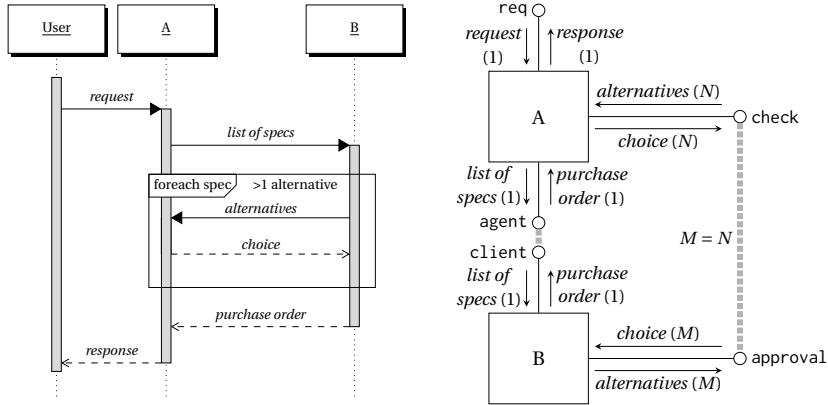 User
A
B
request
list of specs
foreach spec >1 alternative
alternatives
choice
purchase order
response
req
request
(1)
response
(1)
A
alternatives (N)
choice (N)
check
list of
specs (1)
purchase
order (1)
agent
M = N
client
list of
specs (1)
purchase
order (1)
B
choice (M)
alternatives (M)
approval